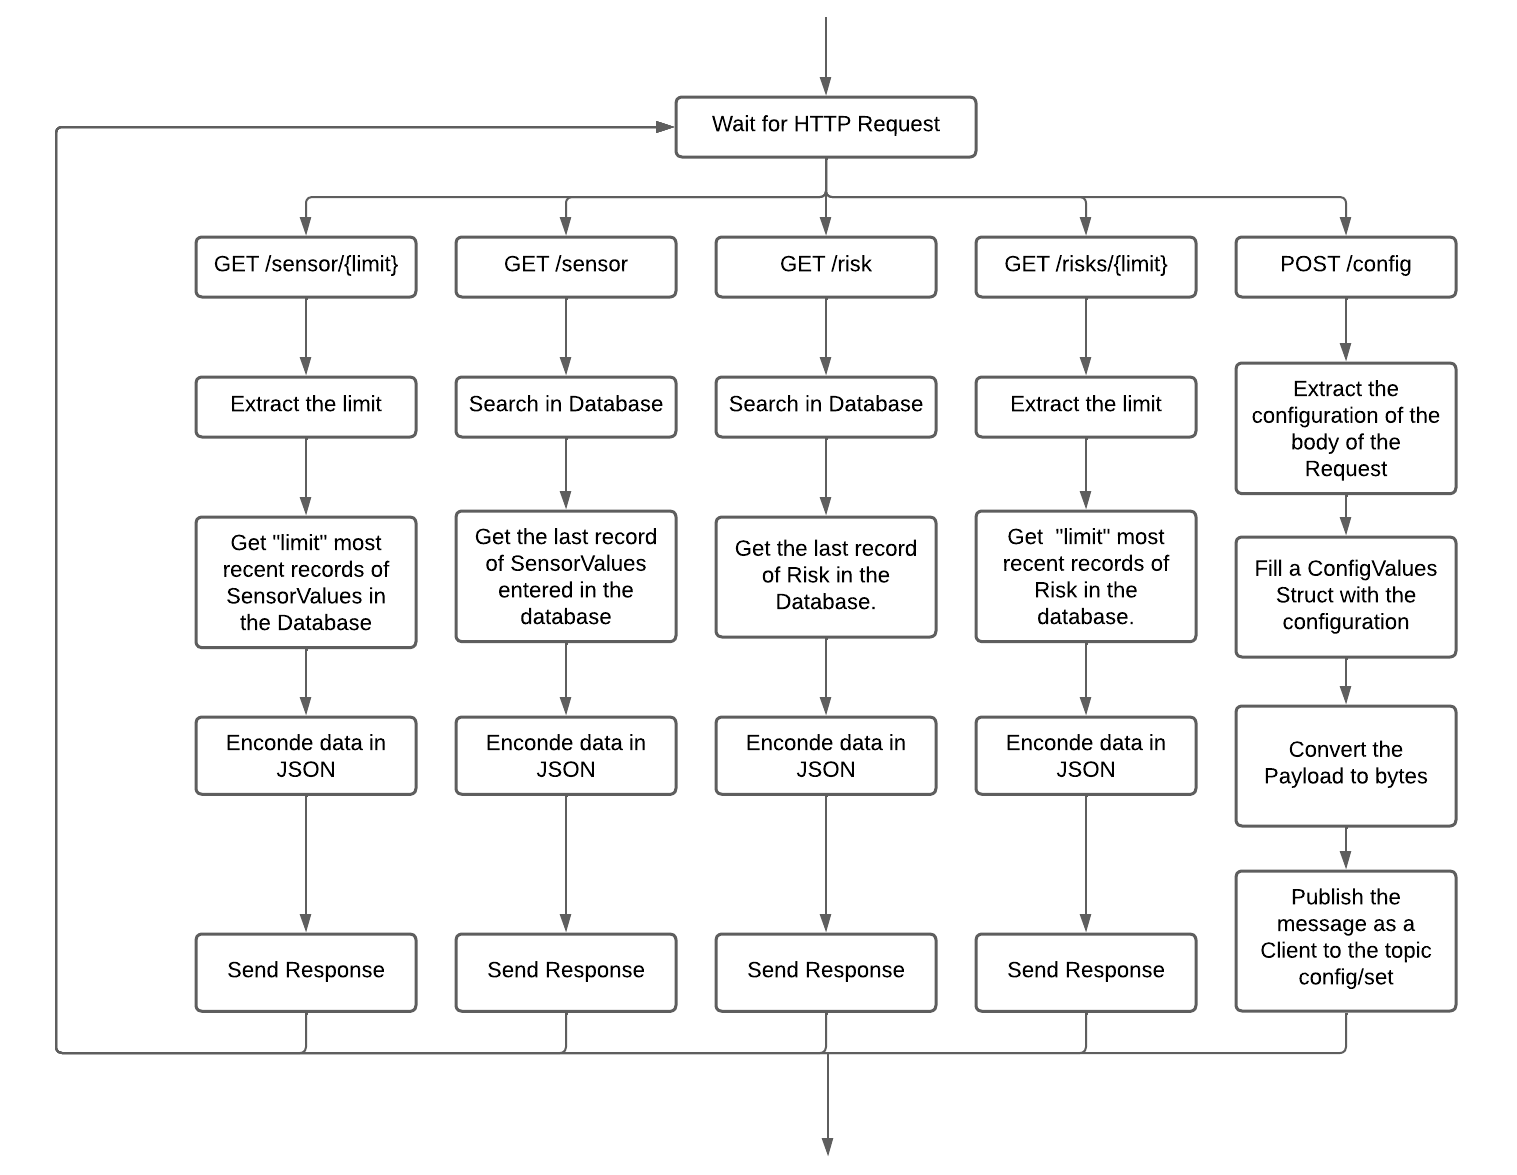 Wait for HTTP Request
GET /sensor/{limit}
GET /sensor
GET /risk
GET /risks/{limit}
POST /config
Extract the limit
Search in Database
Search in Database
Extract the limit
Extract the
configuration of the
body of the
Request
Get "limit" most
recent records of
SensorValues in
the Database
Get the last record
of SensorValues
entered in the
database
Get the last record
of Risk in the
Database.
Get "limit" most
recent records of
Risk in the
database.
Fill a ConfigValues
Struct with the
configuration
Enconde data in
JSON
Enconde data in
JSON
Enconde data in
JSON
Enconde data in
JSON
Convert the
Payload to bytes
Send Response
Send Response
Send Response
Send Response
Publish the
message as a
Client to the topic
config/set